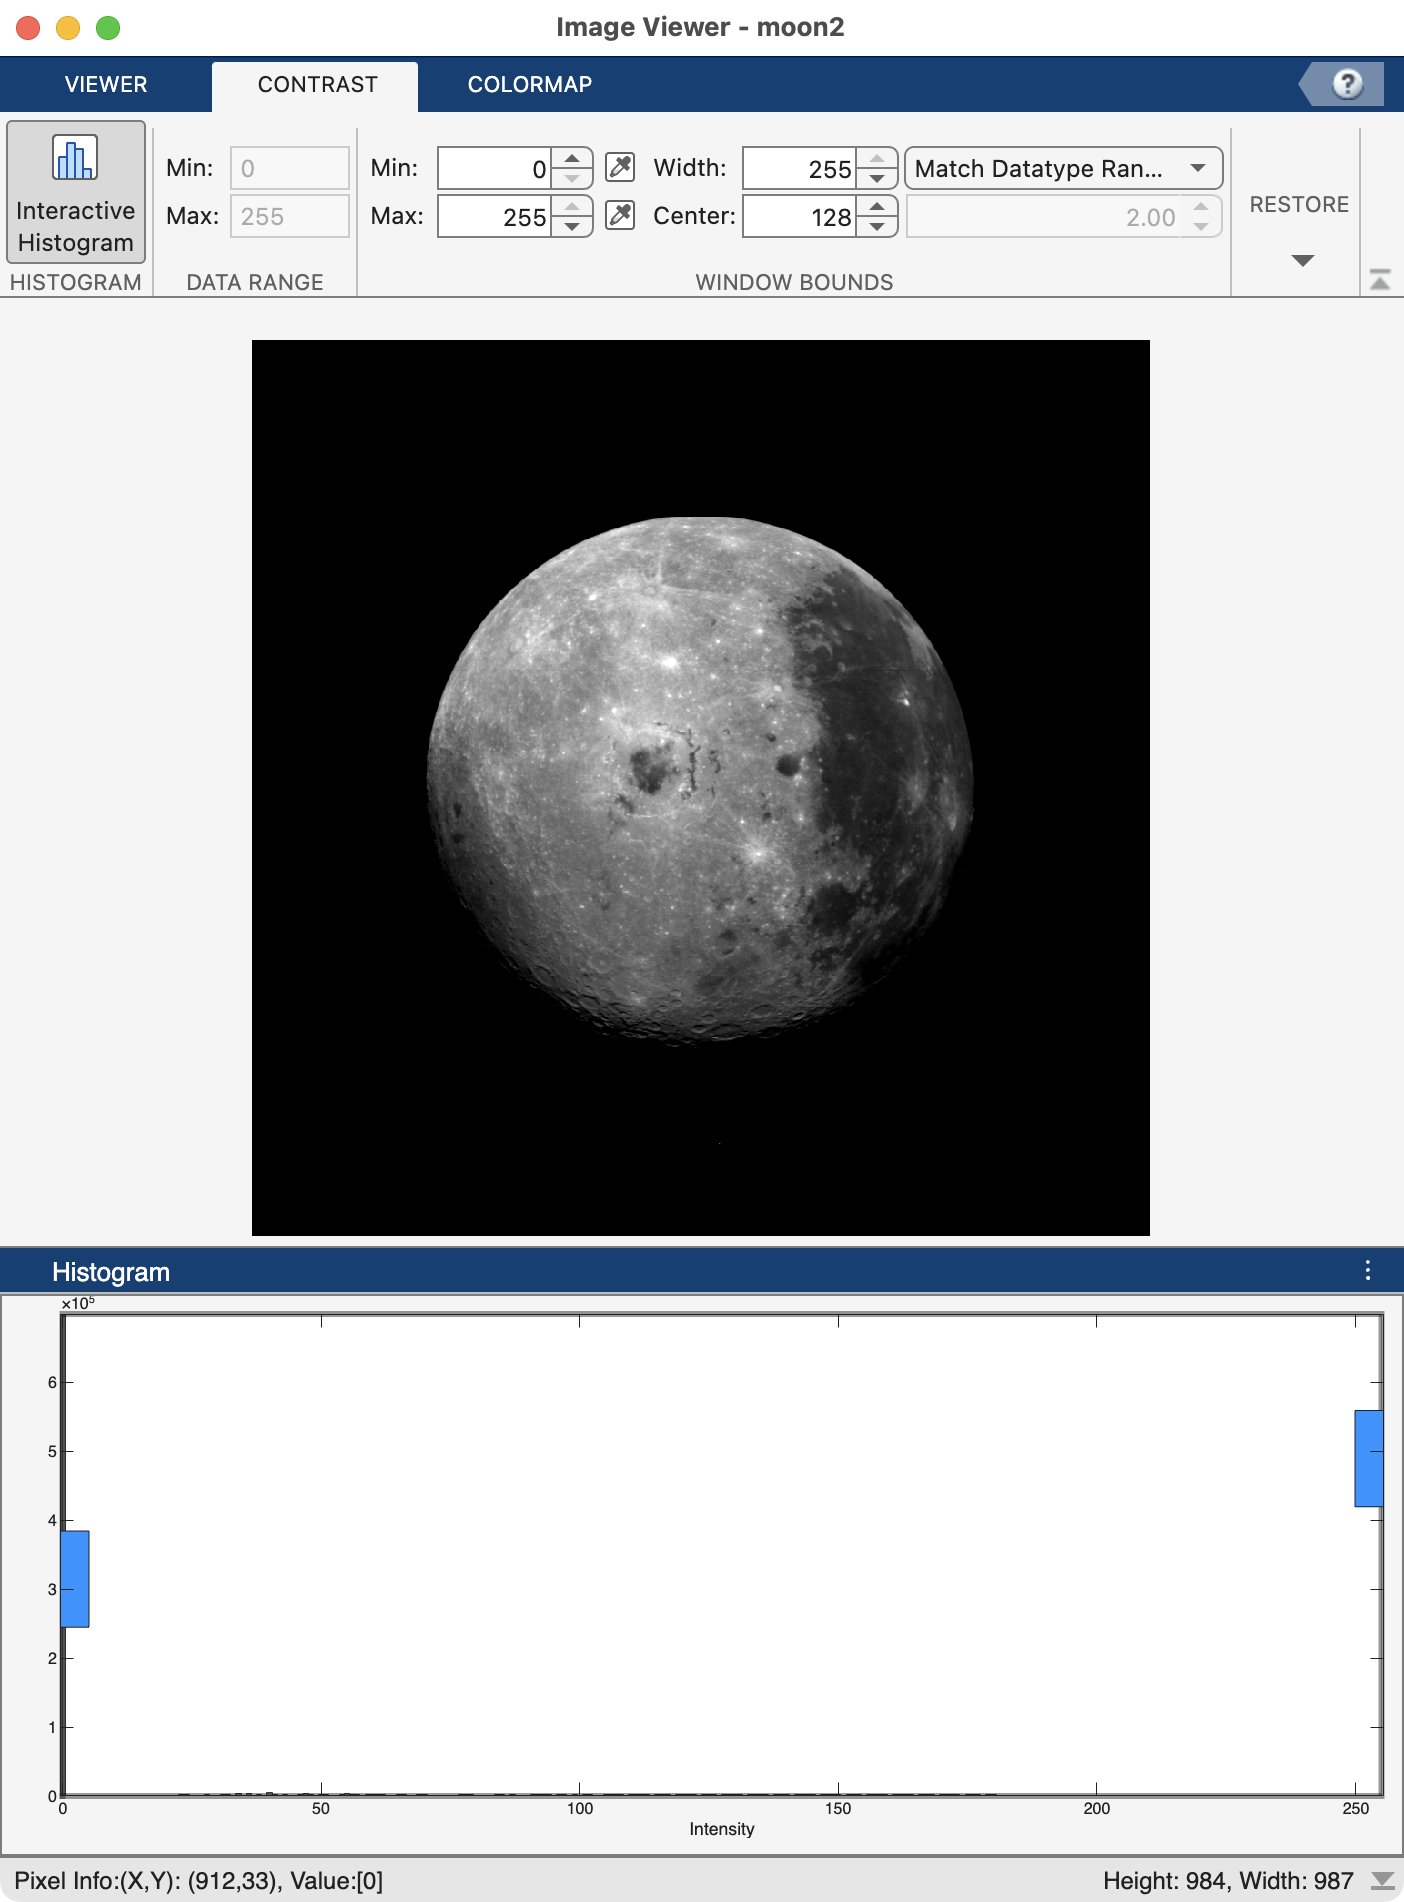 Image Viewer - moon2
VIEWER
CONTRAST
COLORMAP
?
Interactive
Histogram
HISTOGRAM
Min: 0
Max: 255
DATA RANGE
Min: 0
Max: 255
Width: 255
Center: 128
Match Datatype Ran...
2.00
WINDOW BOUNDS
RESTORE
Histogram
×10⁵
6
5
4
3
2
1
0
0 50 100 150 200 250
Intensity
Pixel Info:(X,Y): (912,33), Value:[0]
Height: 984, Width: 987